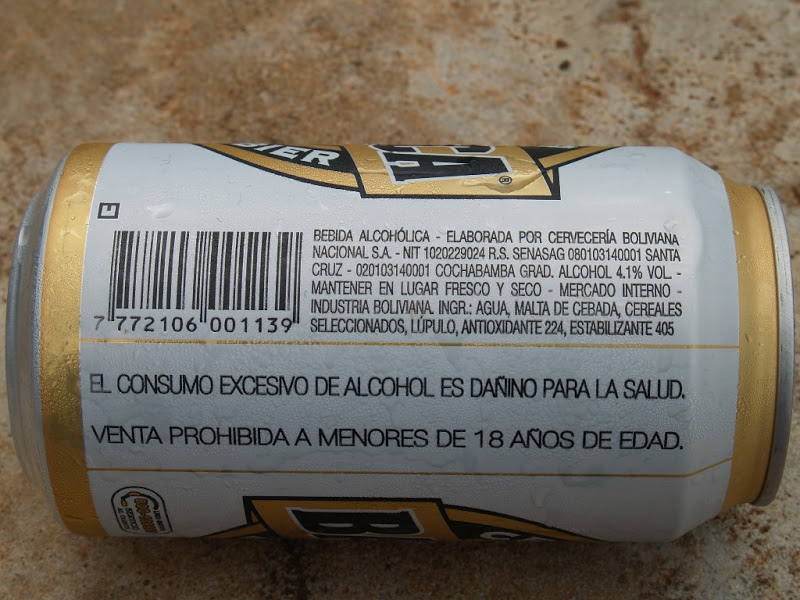 BEBIDA ALCOHÓLICA - ELABORADA POR CERVECERÍA BOLIVIANA
NACIONAL S.A. - NIT 1020229024 R.S. SENASAG 080103140001 SANTA
CRUZ - 020103140001 COCHABAMBA GRAD. ALCOHOL 4.1% VOL -
MANTENER EN LUGAR FRESCO Y SECO - MERCADO INTERNO -
INDUSTRIA BOLIVIANA. INGR.: AGUA, MALTA DE CEBADA, CEREALES
SELECCIONADOS, LÚPULO, ANTIOXIDANTE 224, ESTABILIZANTE 405
7 772106 001139
EL CONSUMO EXCESIVO DE ALCOHOL ES DAÑINO PARA LA SALUD.
VENTA PROHIBIDA A MENORES DE 18 AÑOS DE EDAD.